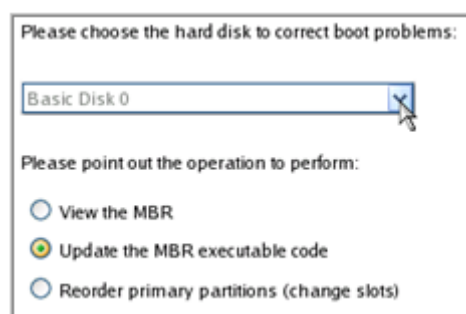 Please choose the hard disk to correct boot problems:
Basic Disk 0
Please point out the operation to perform:
View the MBR
Update the MBR executable code
Reorder primary partitions (change slots)